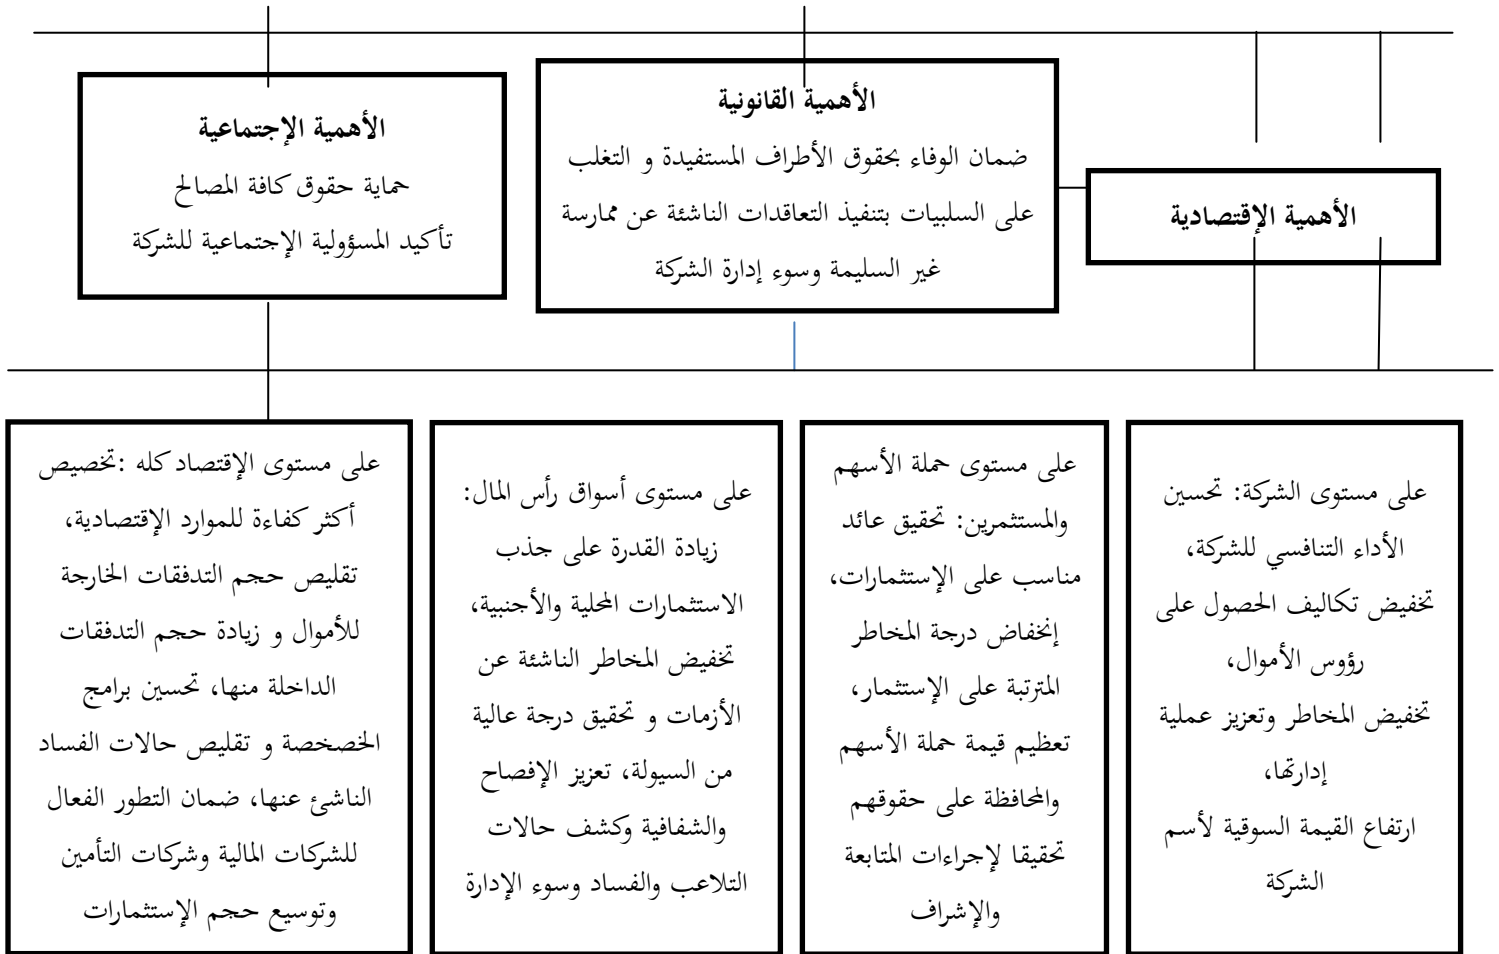 الأهمية الإقتصادية
الأهمية القانونية
ضمان الوفاء بحقوق الأطراف المستفيدة و التغلب
على السلبيات بتنفيذ التعاقدات الناشئة عن ممارسة
غير السليمة وسوء إدارة الشركة
الأهمية الإجتماعية
حماية حقوق كافة المصالح
تأكيد المسؤولية الإجتماعية للشركة
على مستوى الشركة: تحسين
الأداء التنافسي للشركة،
تخفيض تكاليف الحصول على
رؤوس الأموال،
تخفيض المخاطر وتعزيز عملية
إدارتها،
ارتفاع القيمة السوقية لأسم
الشركة
على مستوى حملة الأسهم
والمستثمرين: تحقيق عائد
مناسب على الإستثمارات،
إنخفاض درجة المخاطر
المترتبة على الإستثمار،
تعظيم قيمة حملة الأسهم
والمحافظة على حقوقهم
تحقيقا لإجراءات المتابعة
والإشراف
على مستوى أسواق رأس المال:
زيادة القدرة على جذب
الاستثمارات المحلية والأجنبية،
تخفيض المخاطر الناشئة عن
الأزمات و تحقيق درجة عالية
من السيولة، تعزيز الإفصاح
والشفافية وكشف حالات
التلاعب والفساد وسوء الإدارة
على مستوى الإقتصاد كله :تخصيص
أكثر كفاءة للموارد الإقتصادية،
تقليص حجم التدفقات الخارجة
للأموال و زيادة حجم التدفقات
الداخلة منها، تحسين برامج
الخصخصة و تقليص حالات الفساد
الناشئ عنها، ضمان التطور الفعال
للشركات المالية وشركات التأمين
وتوسيع حجم الإستثمارات